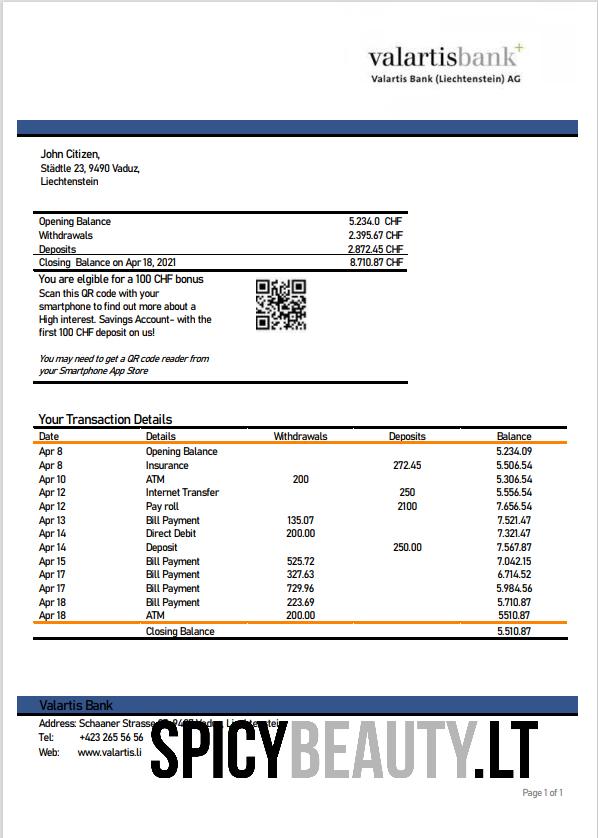 valartisbank+
Valartis Bank (Liechtenstein) AG
John Citizen,
Städtle 23, 9490 Vaduz,
Liechtenstein
Opening Balance 5.234.0 CHF
Withdrawals 2.395.67 CHF
Deposits 2.872.45 CHF
Closing Balance on Apr 18, 2021 8.710.87 CHF
You are elgible for a 100 CHF bonus
Scan this QR code with your
smartphone to find out more about a
High interest. Savings Account- with the
first 100 CHF deposit on us!
You may need to get a QR code reader from
your Smartphone App Store
Your Transaction Details
Date Details Withdrawals Deposits Balance
Apr 8 Opening Balance 5.234.09
Apr 8 Insurance 272.45 5.506.54
Apr 10 ATM 200 5.306.54
Apr 12 Internet Transfer 250 5.556.54
Apr 12 Pay roll 2100 7.656.54
Apr 13 Bill Payment 135.07 7.521.47
Apr 14 Direct Debit 200.00 7.321.47
Apr 14 Deposit 250.00 7.567.87
Apr 15 Bill Payment 525.72 7.042.15
Apr 17 Bill Payment 327.63 6.714.52
Apr 17 Bill Payment 729.96 5.984.56
Apr 18 Bill Payment 223.69 5.710.87
Apr 18 ATM 200.00 5510.87
Closing Balance 5.510.87
Valartis Bank
Address: Schaaner Strasse Vaduz, Liechtenstein
Tel: +423 265 56 56
Web: www.valartis.li
SPICYBEAUTY.LT
Page 1 of 1